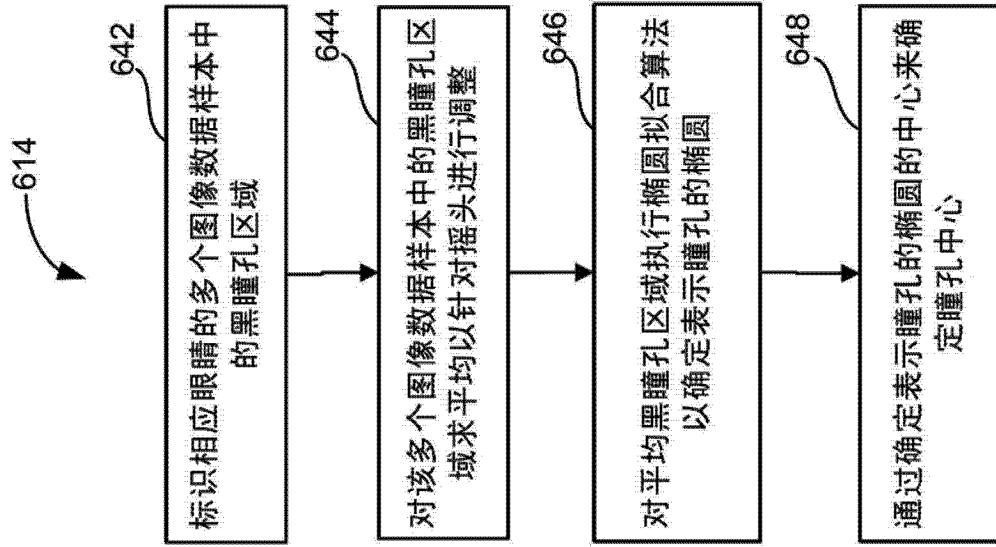 614
642
标识相应眼睛的多个图像数据样本中
的黑瞳孔区域
644
对该多个图像数据样本中的黑瞳孔区
域求平均以针对摇头进行调整
646
对平均黑瞳孔区域执行椭圆拟合算法
以确定表示瞳孔的椭圆
648
通过确定表示瞳孔的椭圆的中心来确
定瞳孔中心